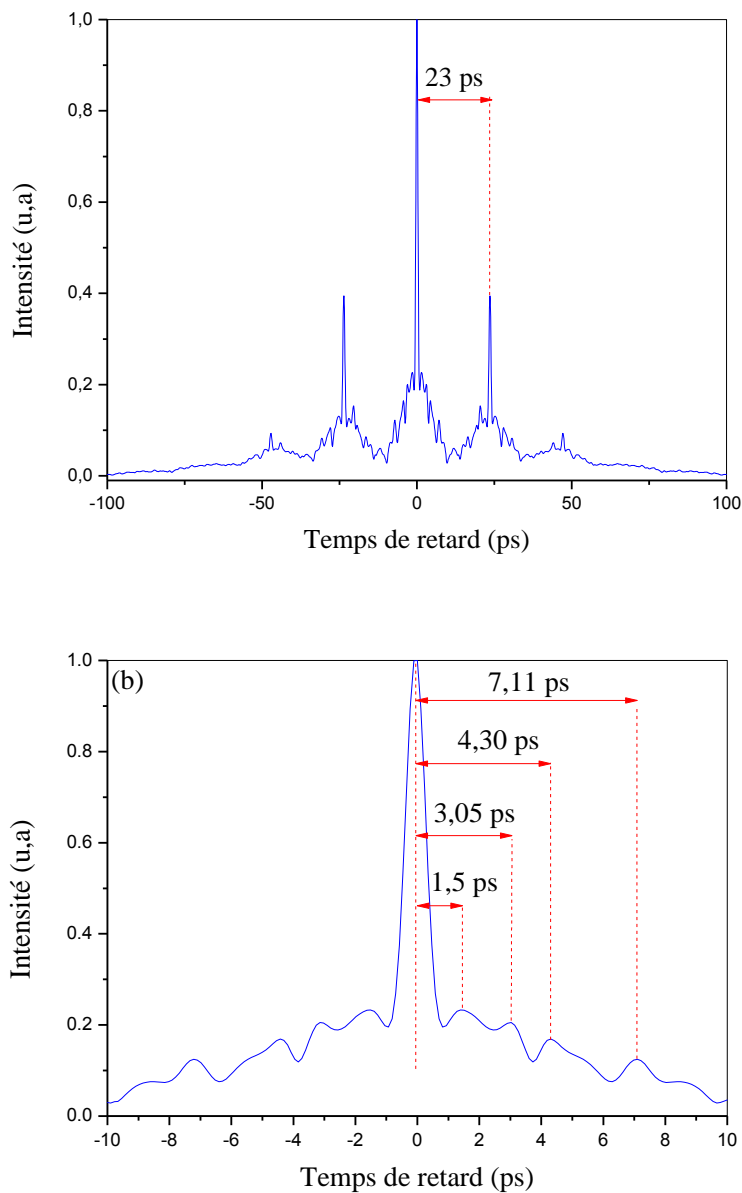 1,0
0,8
0,6
0,4
0,2
0,0
Intensité (u,a)
23 ps
-100 -50 0 50 100
Temps de retard (ps)
(b)
1.0
0.8
0.6
0.4
0.2
0.0
Intensité (u,a)
7,11 ps
4,30 ps
3,05 ps
1,5 ps
-10 -8 -6 -4 -2 0 2 4 6 8 10
Temps de retard (ps)